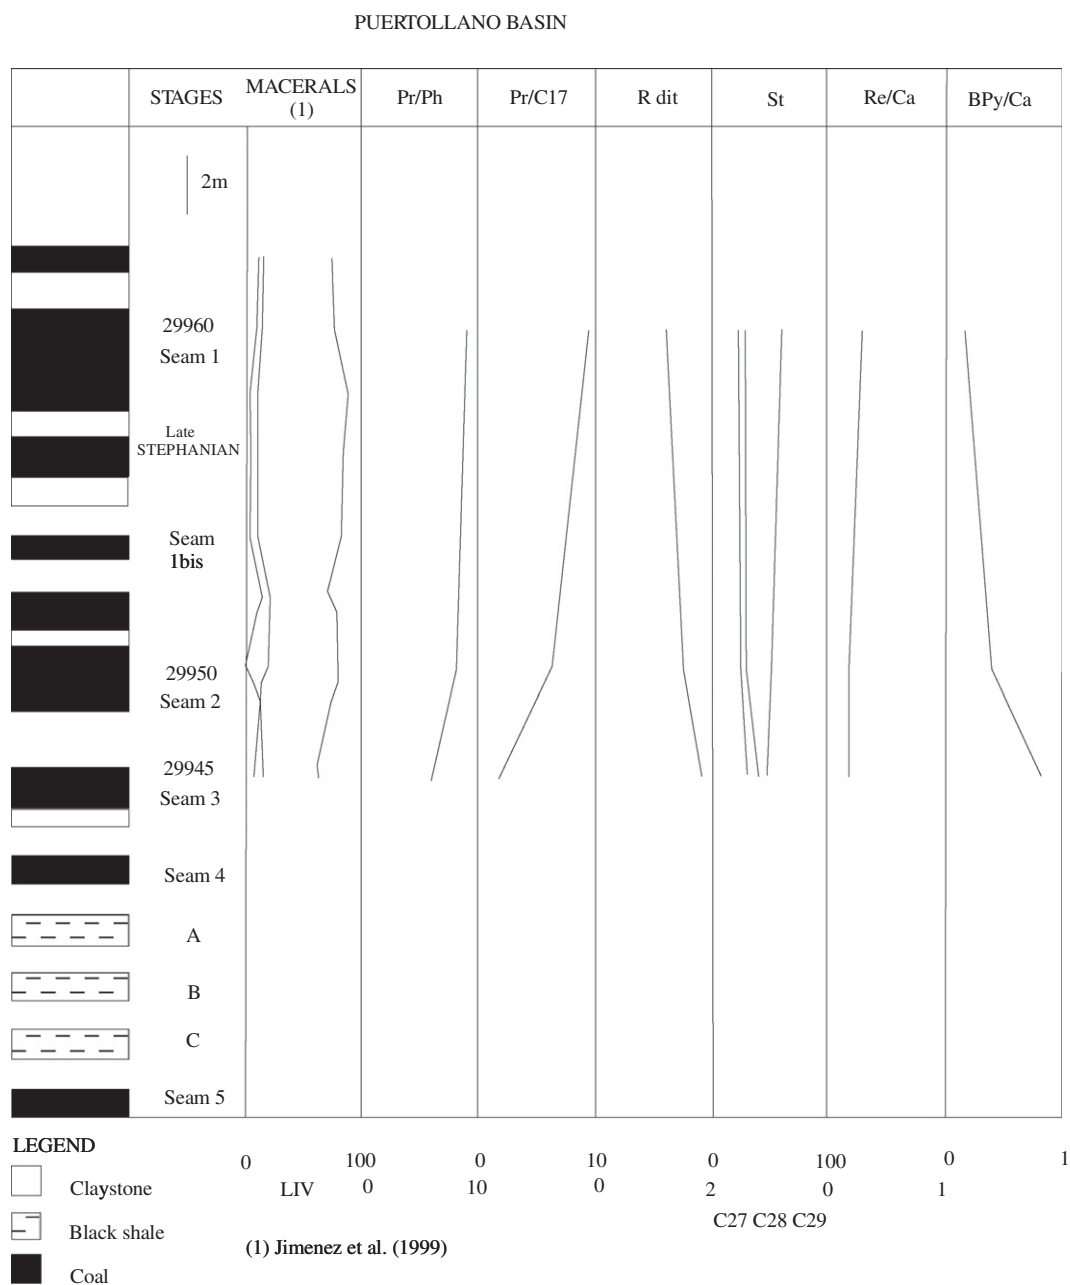 PUERTOLLANO BASIN
STAGES MACERALS (1) Pr/Ph Pr/C17 R dit St Re/Ca BPy/Ca
2m
29960
Seam 1
Late
STEPHANIAN
Seam
1bis
29950
Seam 2
29945
Seam 3
Seam 4
A
B
C
Seam 5
LEGEND
0 100 0 10 0 100 0 1
Claystone LIV 0 10 0 2 0 1
C27 C28 C29
Black shale
(1) Jimenez et al. (1999)
Coal